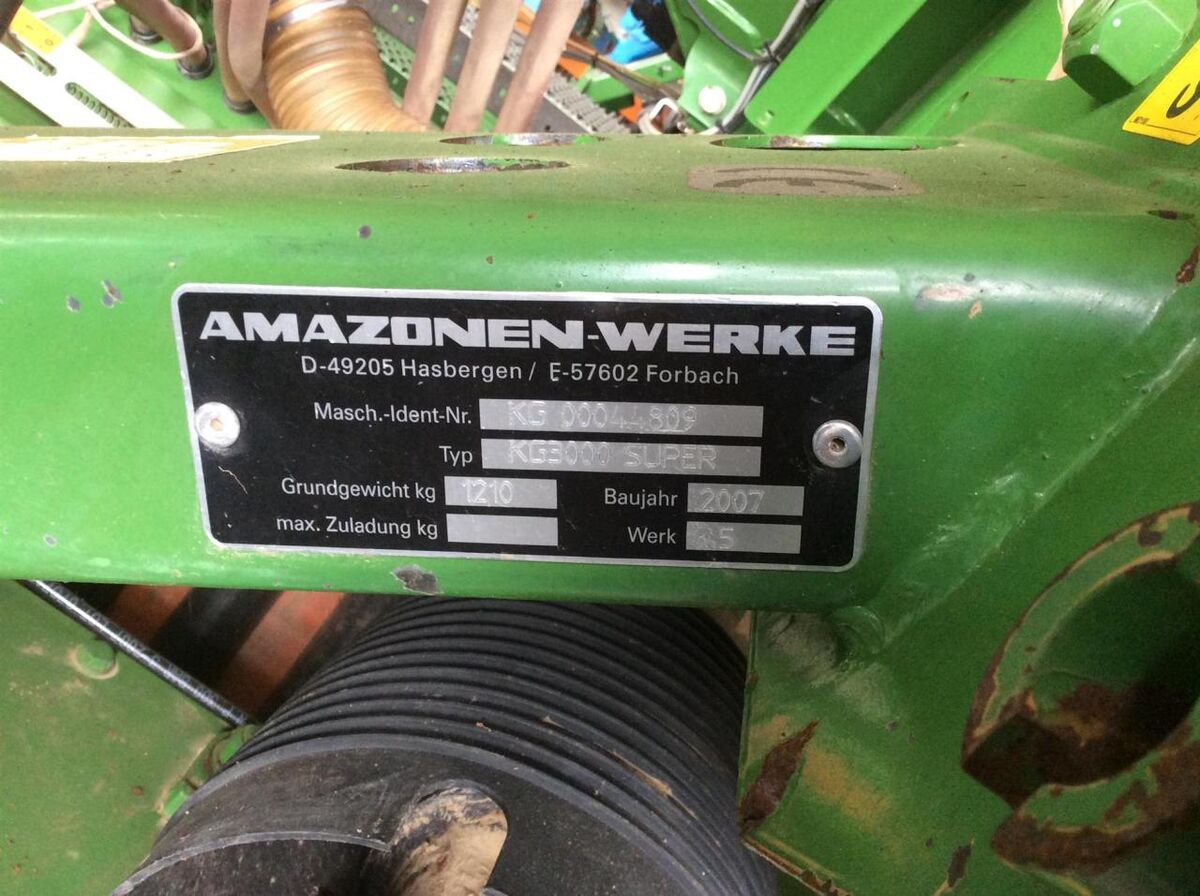 AMAZONEN-WERKE
D-49205 Hasbergen / F-57602 Forbach
Masch.-Ident-Nr. KG 00044809
Typ KG3000 SUPER
Grundgewicht kg 1210 Baujahr 2007
max. Zuladung kg Werk